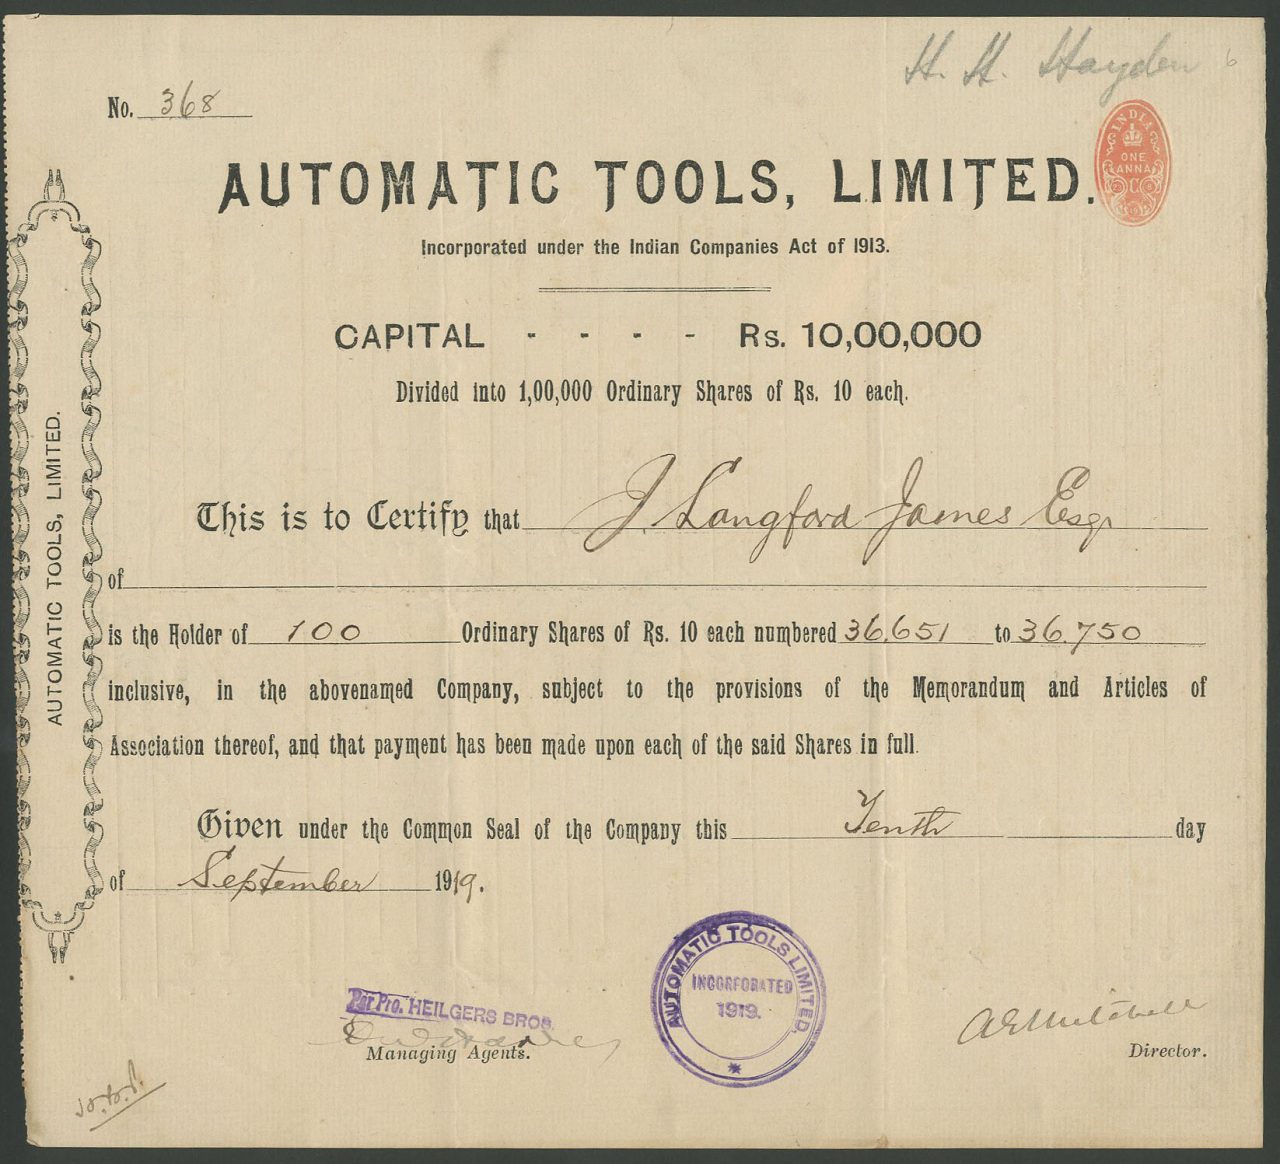 H. H. Hayden 6
No. 368
INDIA
ONE
ANNA
AUTOMATIC TOOLS, LIMITED.
Incorporated under the Indian Companies Act of 1913.
CAPITAL - - - - Rs. 10,00,000
Divided into 1,00,000 Ordinary Shares of Rs. 10 each.
AUTOMATIC TOOLS, LIMITED.
This is to Certify that J Langford James Esqr
of
is the Holder of 100 Ordinary Shares of Rs. 10 each numbered 36,651 to 36,750
inclusive, in the abovenamed Company, subject to the provisions of the Memorandum and Articles of
Association thereof, and that payment has been made upon each of the said Shares in full.
Given under the Common Seal of the Company this Tenth day
of September 1919.
AUTOMATIC TOOLS LIMITED.
INCORPORATED
1919.
Per Pro. HEILGERS BROS.
Managing Agents.
A E Mitchell
Director.